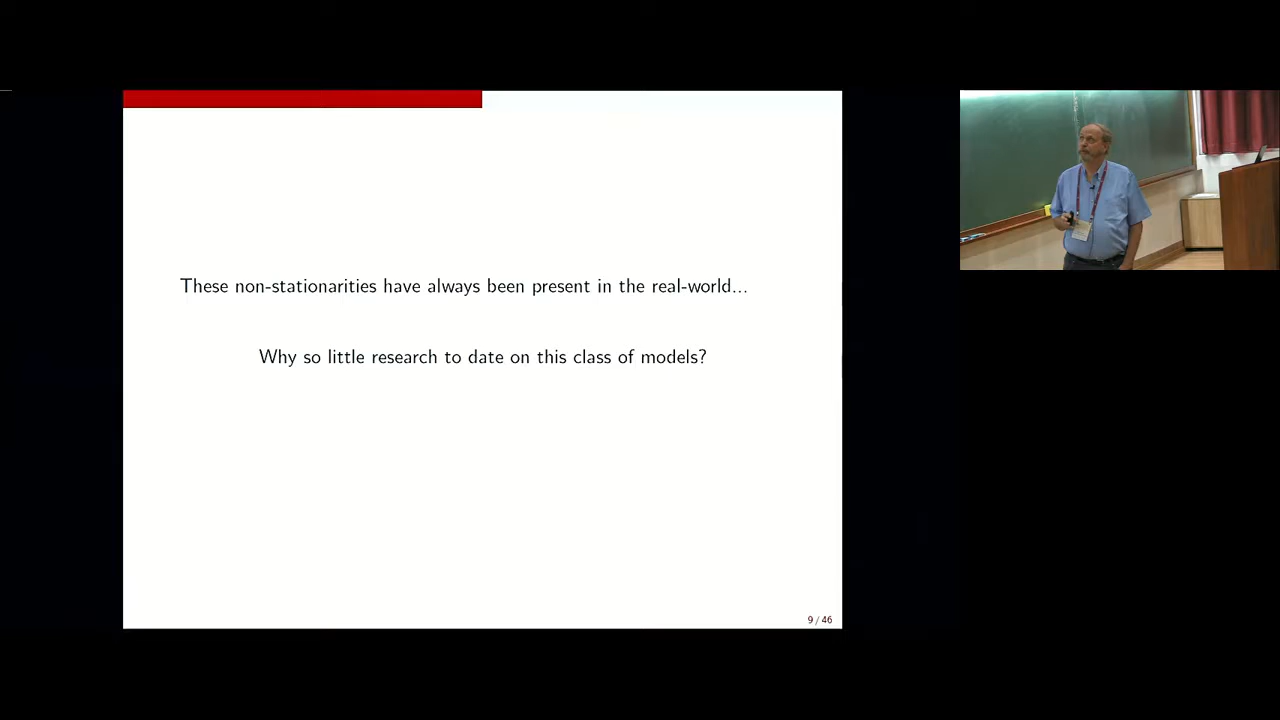 These non-stationarities have always been present in the real-world...
Why so little research to date on this class of models?
9 / 46